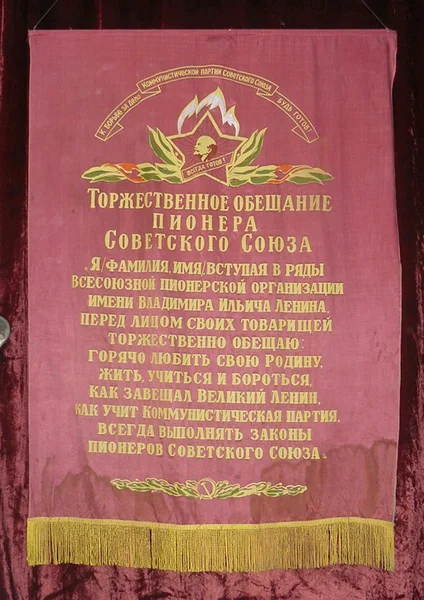 К борьбе за дело Коммунистической партии Советского Союза будь готов!
Всегда готов!
Торжественное обещание
пионера
Советского Союза
„Я/фамилия, имя/вступая в ряды
Всесоюзной пионерской организации
имени Владимира Ильича Ленина,
перед лицом своих товарищей
торжественно обещаю:
горячо любить свою Родину,
жить, учиться и бороться,
как завещал Великий Ленин,
как учит Коммунистическая партия,
всегда выполнять законы
пионеров Советского Союза."